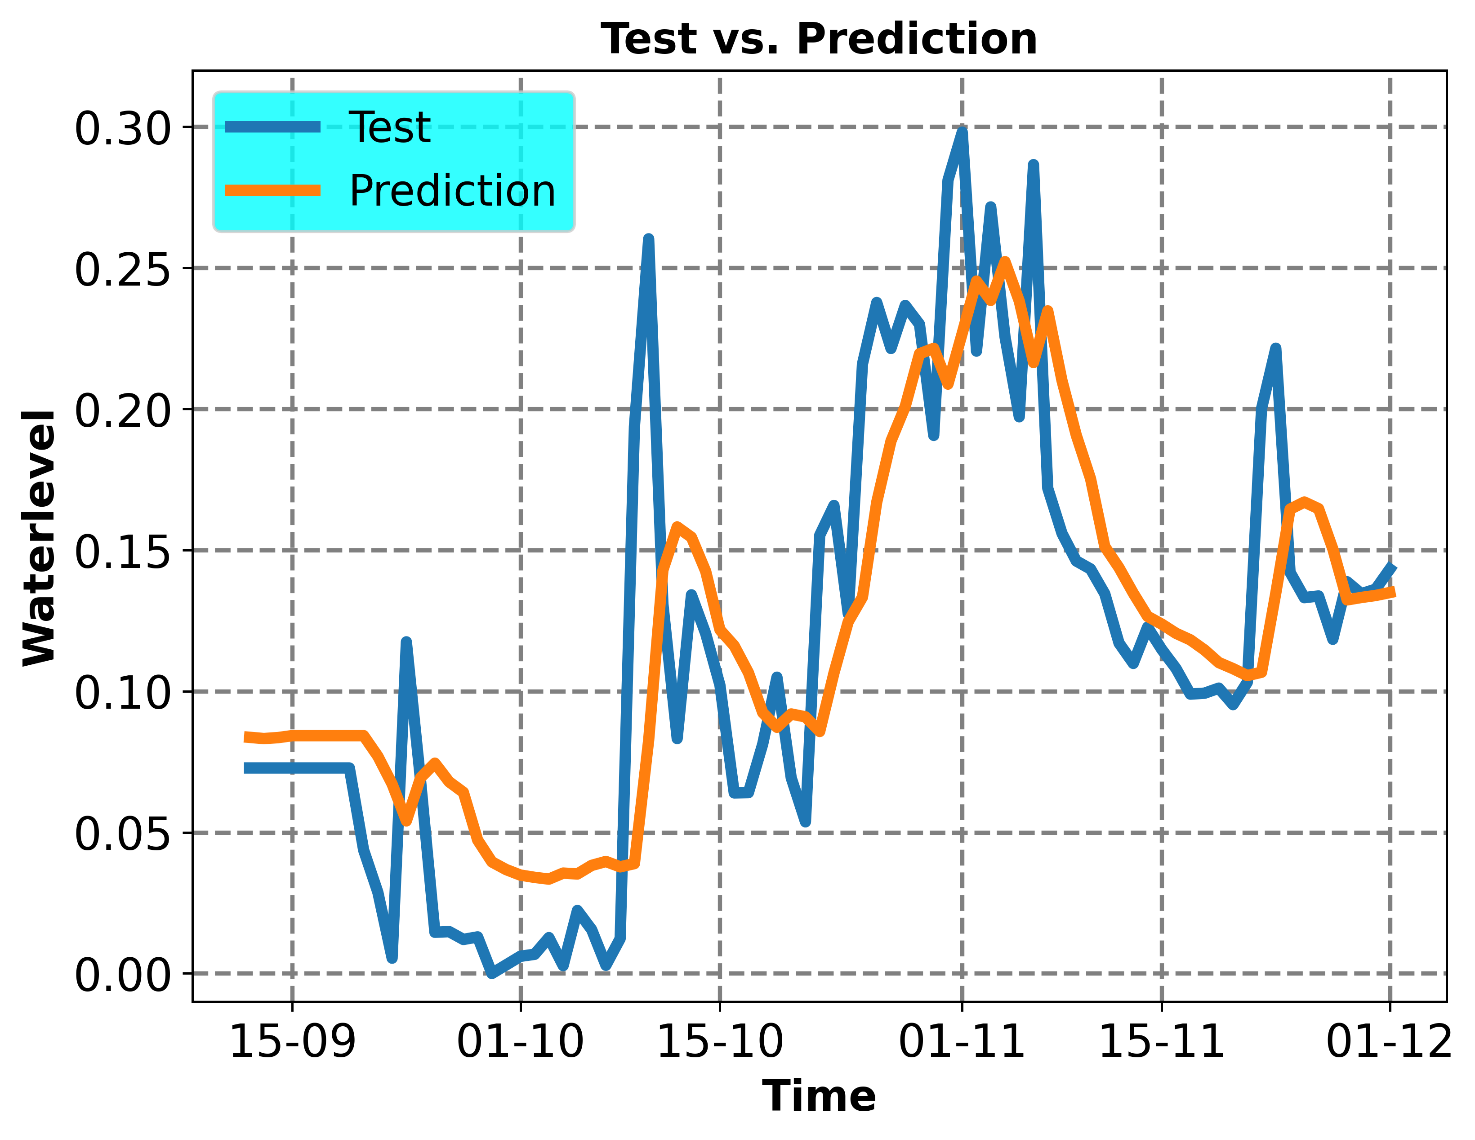 Test vs. Prediction
Test
Prediction
0.30
0.25
0.20
0.15
0.10
0.05
0.00
Waterlevel
15-09 01-10 15-10 01-11 15-11 01-12
Time